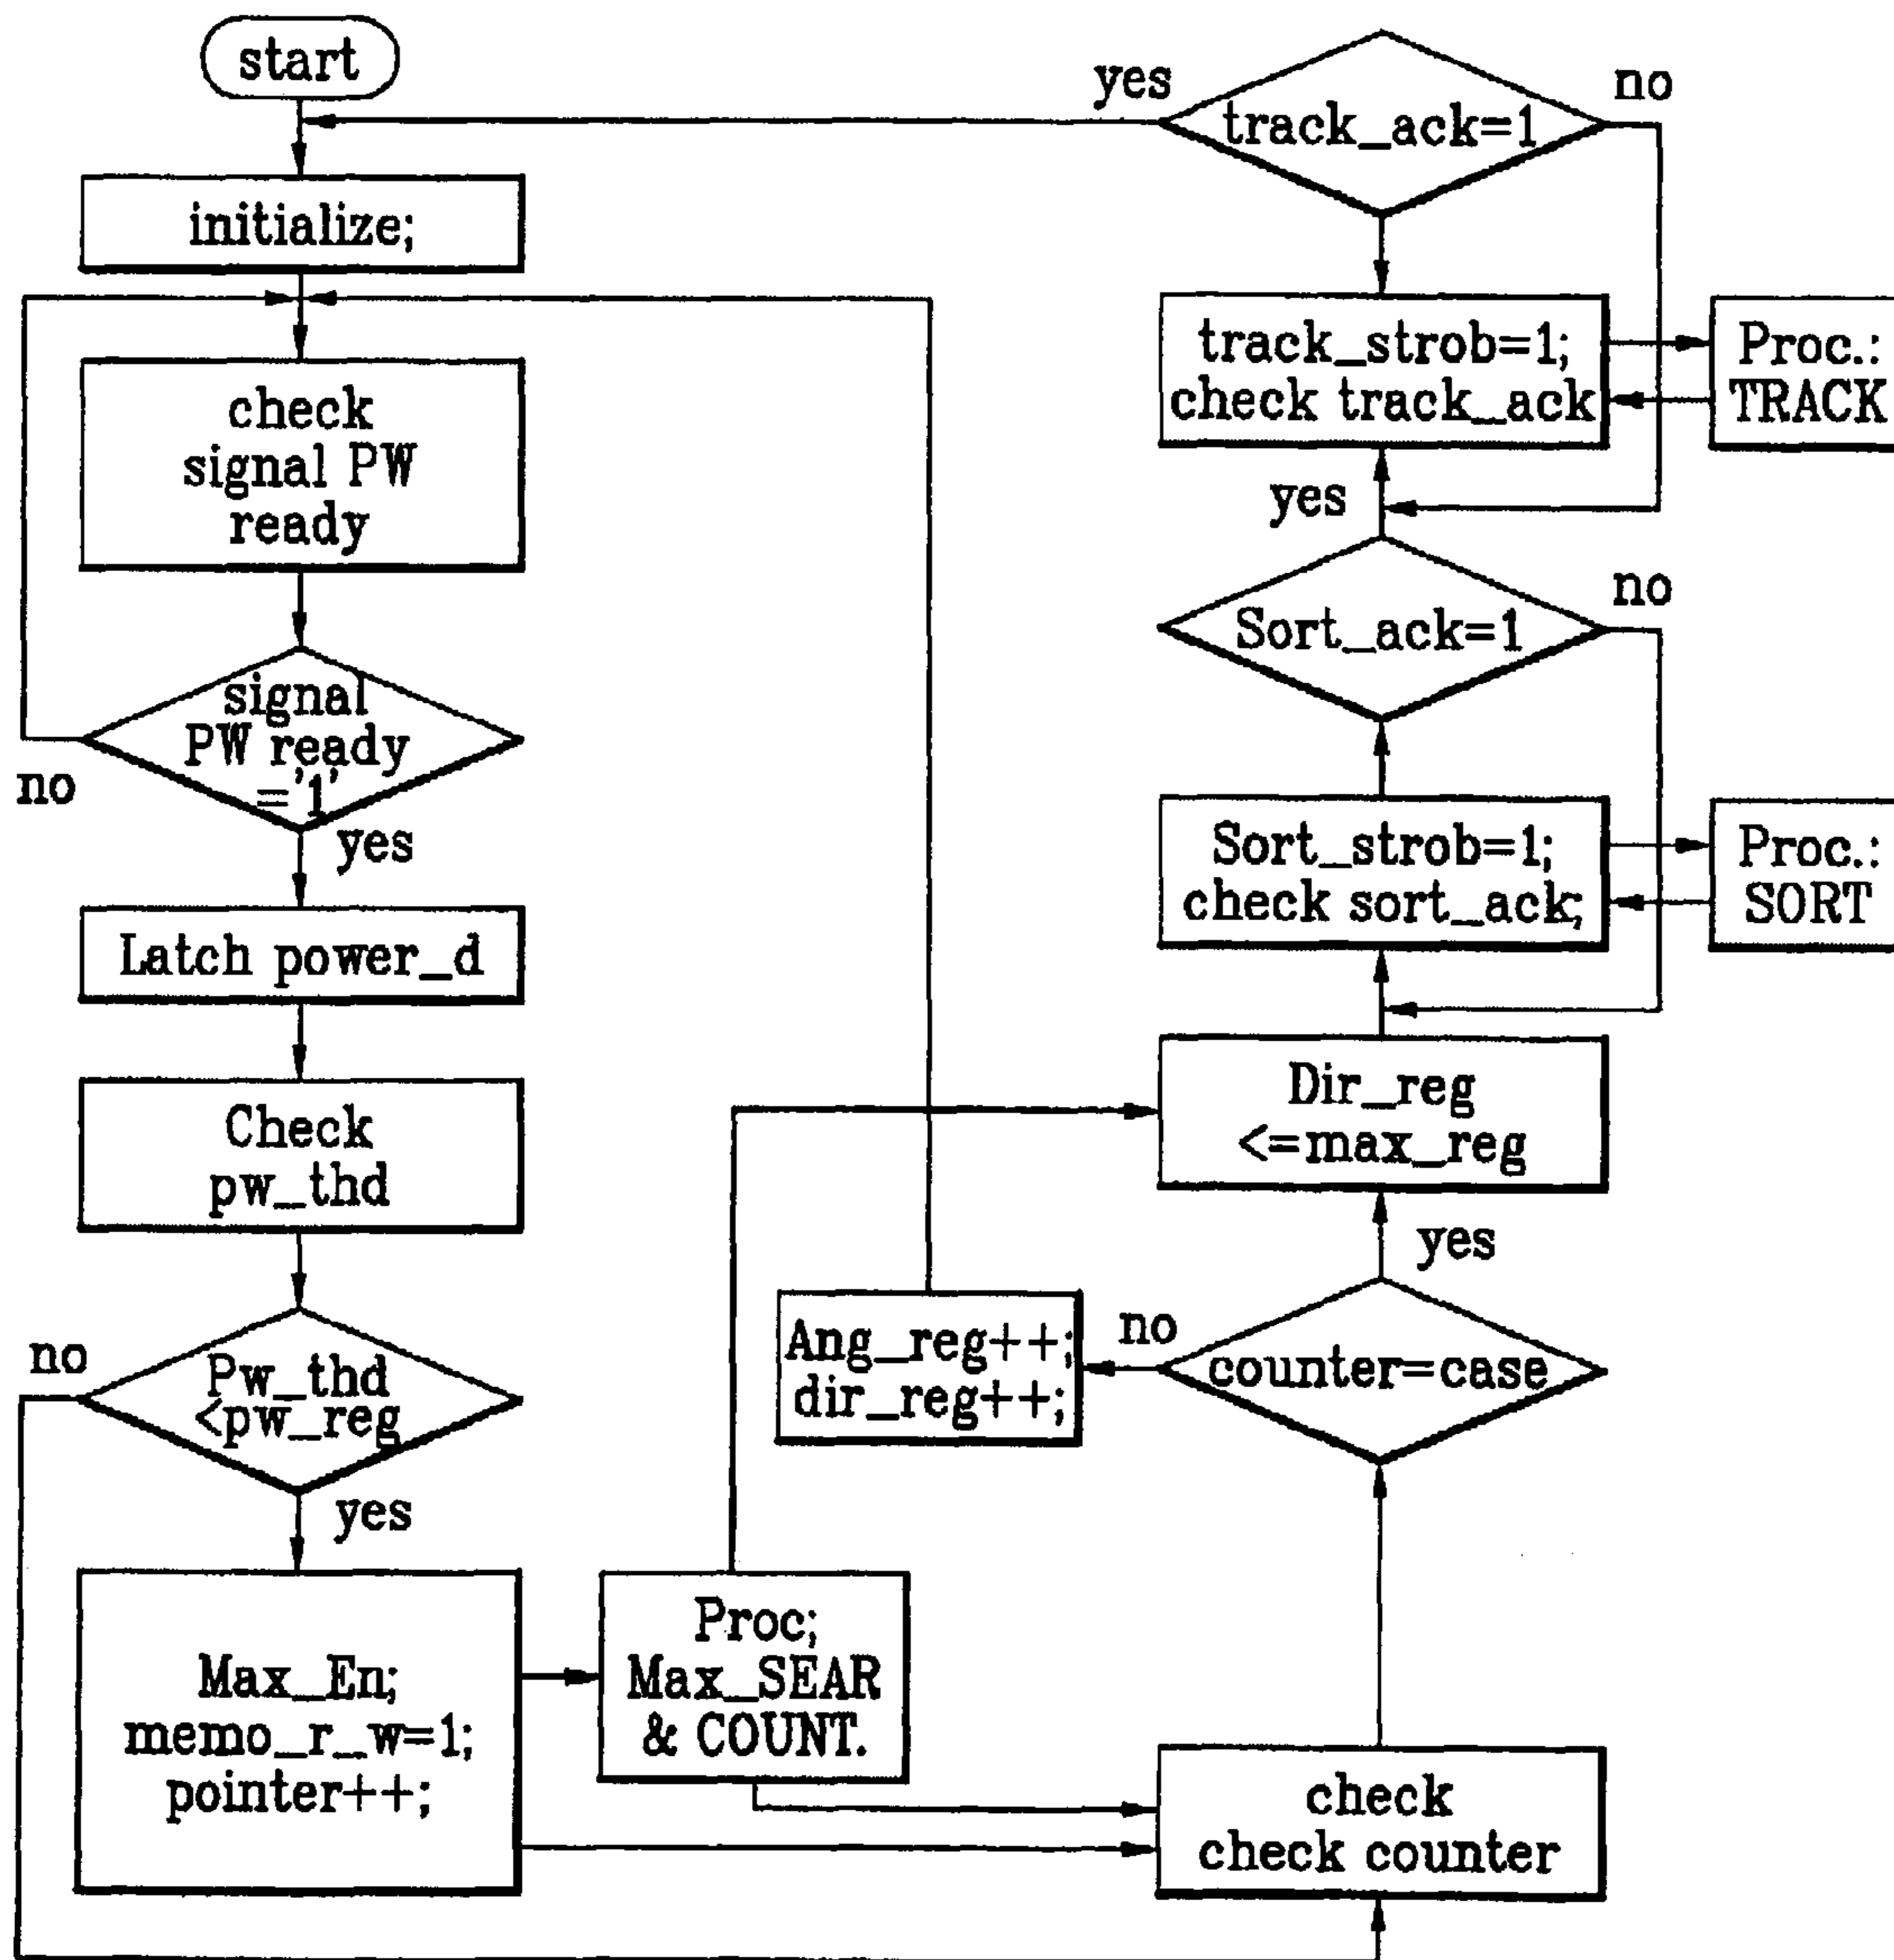 start
initialize;
check
signal PW
ready
signal
PW ready
='1'
no
yes
Latch power_d
Check
pw_thd
no
Pw_thd
<pw_reg
yes
Max_En;
memo_r_w=1;
pointer++;
Proc;
Max_SEAR
& COUNT.
check
check counter
counter=case
no
yes
Ang_reg++;
dir_reg++;
Dir_reg
<=max_reg
Sort_strob=1;
check sort_ack;
Proc.:
SORT
Sort_ack=1
no
yes
track_strob=1;
check track_ack
Proc.:
TRACK
track_ack=1
yes
no